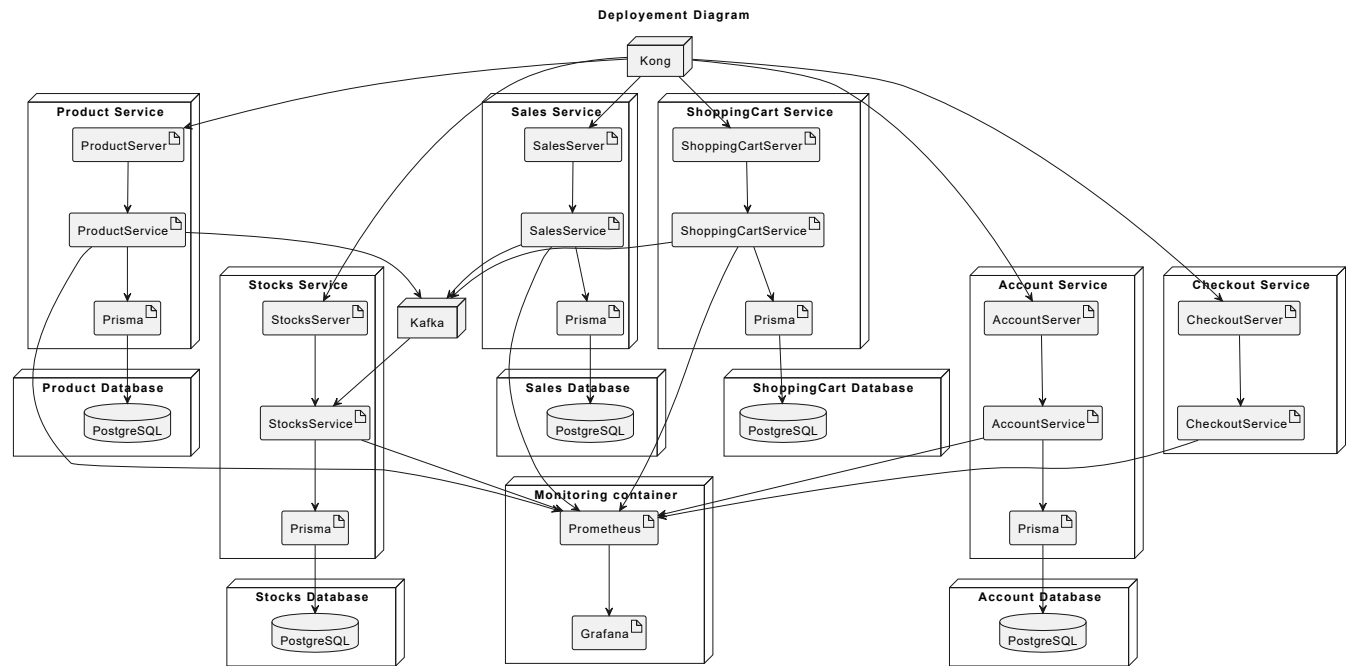 Deployement Diagram
Kong
Product Service
Sales Service
ShoppingCart Service
ProductServer
SalesServer
ShoppingCartServer
ProductService
SalesService
ShoppingCartService
Stocks Service
Account Service
Checkout Service
Prisma
StocksServer
Kafka
Prisma
Prisma
AccountServer
CheckoutServer
Product Database
Sales Database
ShoppingCart Database
PostgreSQL
StocksService
PostgreSQL
PostgreSQL
AccountService
CheckoutService
Monitoring container
Prisma
Prometheus
Prisma
Stocks Database
Account Database
PostgreSQL
Grafana
PostgreSQL